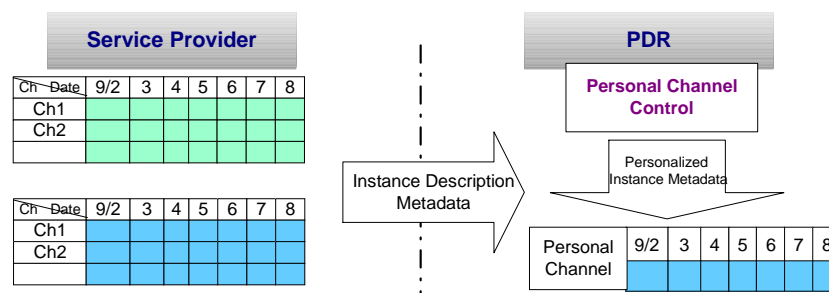 Service Provider
Ch Date 9/2 3 4 5 6 7 8
Ch1
Ch2
Ch Date 9/2 3 4 5 6 7 8
Ch1
Ch2
Instance Description
Metadata
PDR
Personal Channel
Control
Personalized
Instance Metadata
Personal
Channel
9/2 3 4 5 6 7 8